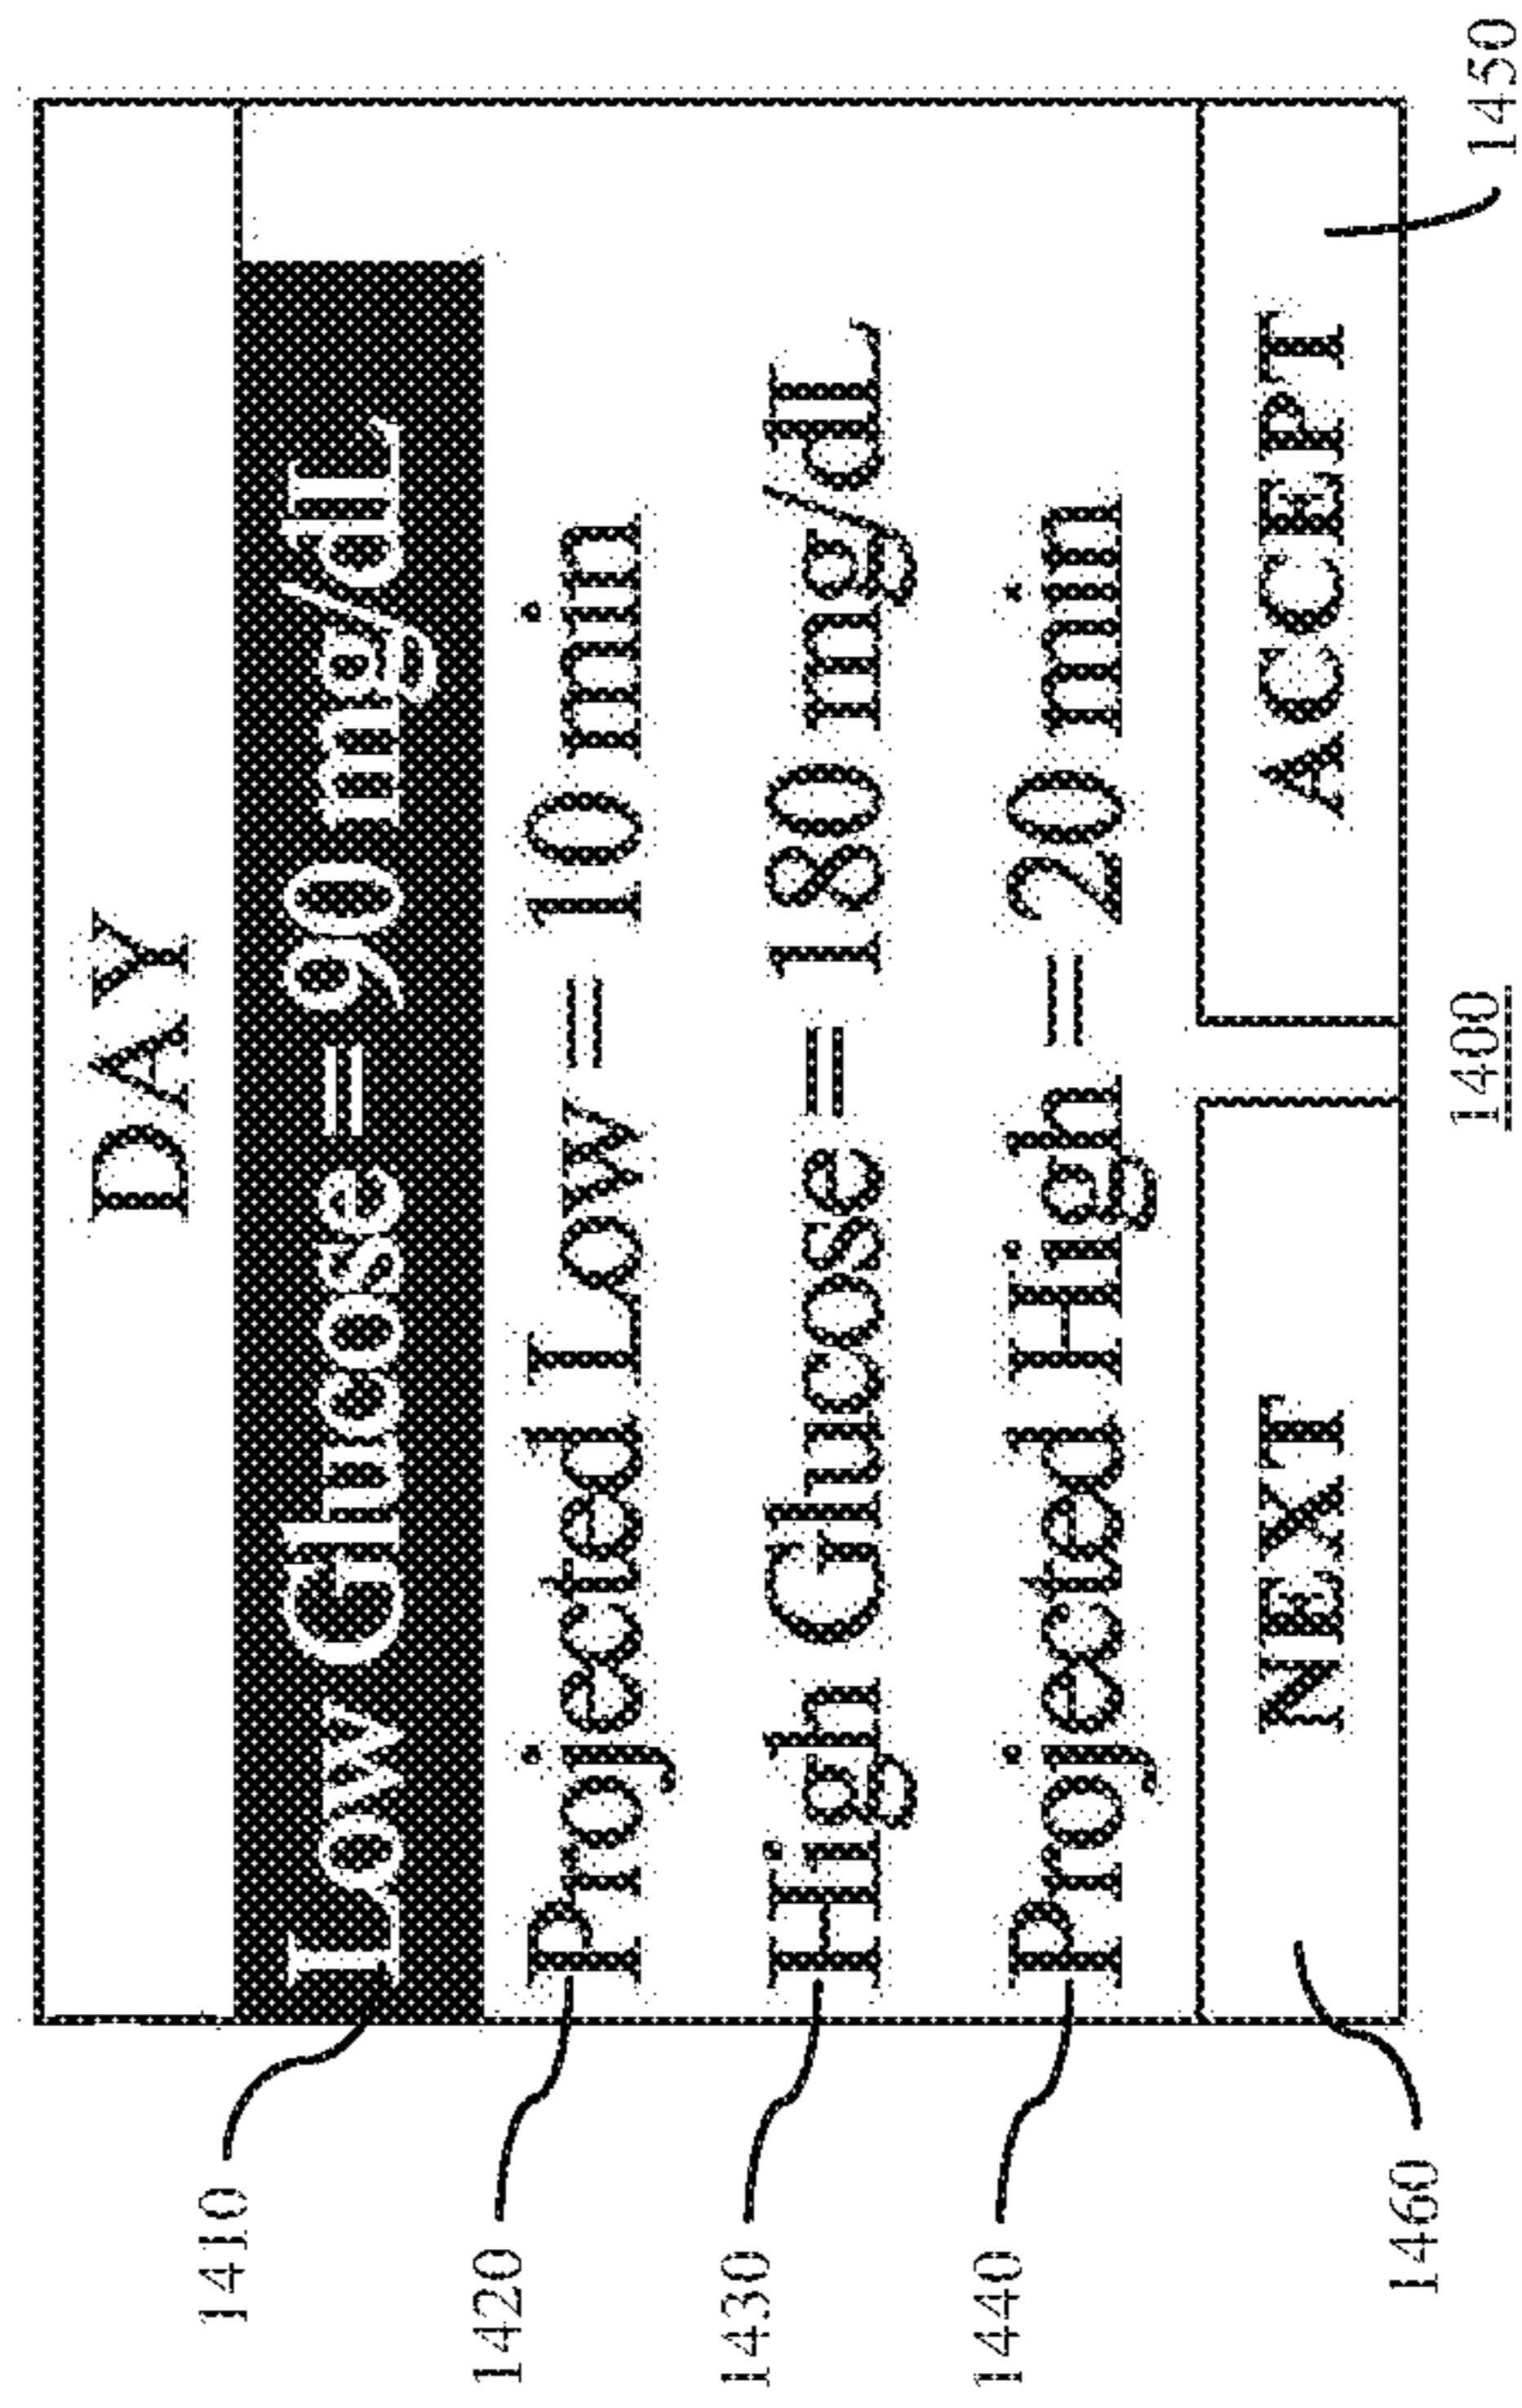 DAY
1410 Low Glucose = 90 mg/dL
1420 Projected Low = 10 min
1430 High Glucose = 180 mg/dL
1440 Projected High = 20 min
1460 NEXT ACCEPT 1450
1400